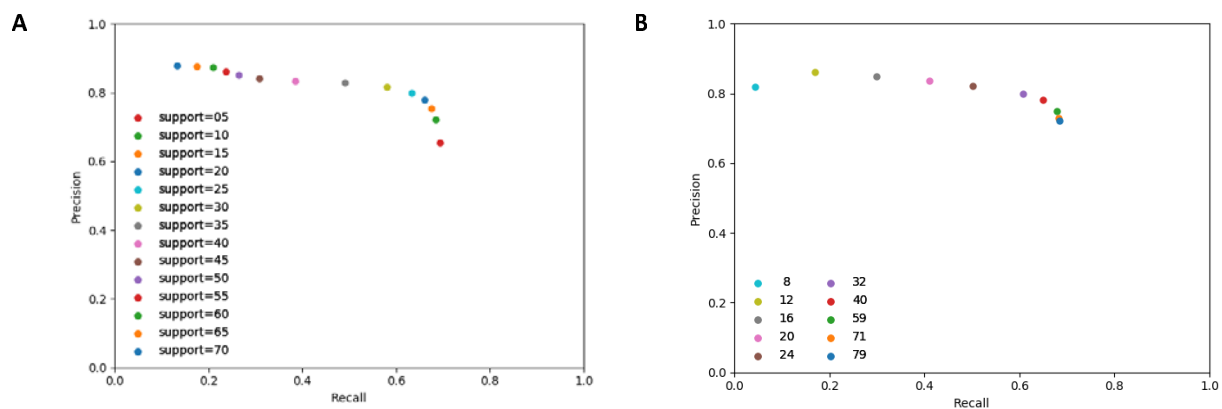 A
1.0
0.8
0.6
0.4
0.2
0.0
Precision
support=05
support=10
support=15
support=20
support=25
support=30
support=35
support=40
support=45
support=50
support=55
support=60
support=65
support=70
0.0 0.2 0.4 0.6 0.8 1.0
Recall
B
1.0
0.8
0.6
0.4
0.2
0.0
Precision
8 32
12 40
16 59
20 71
24 79
0.0 0.2 0.4 0.6 0.8 1.0
Recall